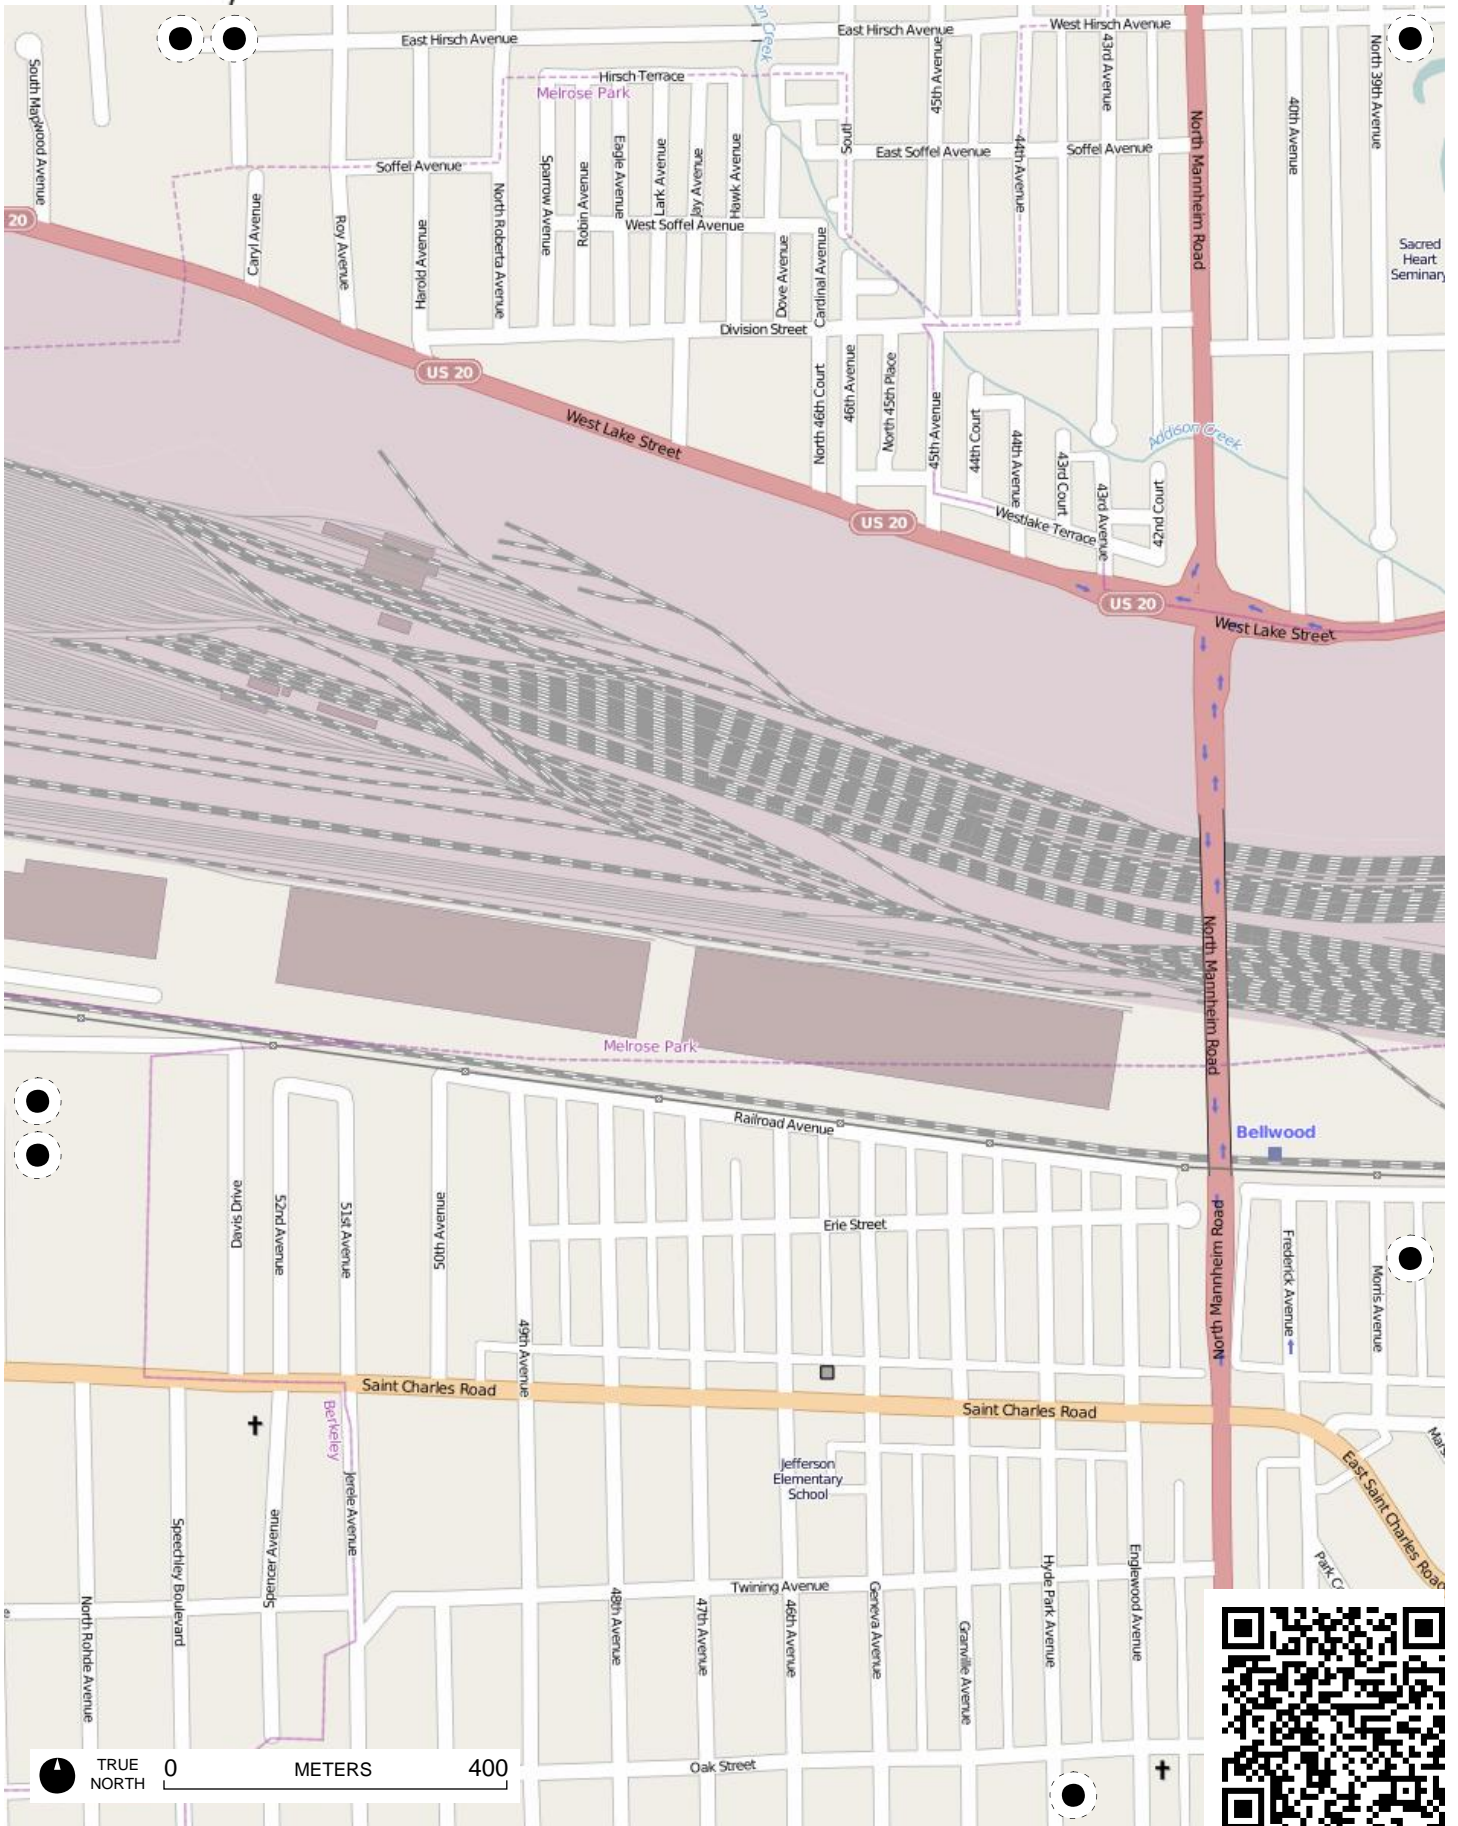 East Hirsch Avenue
East Hirsch Avenue
West Hirsch Avenue
South Maplewood Avenue
Creek
Hirsch Terrace
Melrose Park
45th Avenue
43rd Avenue
North 39th Avenue
40th Avenue
North Mannheim Road
Soffel Avenue
East Soffel Avenue
Soffel Avenue
44th Avenue
Sparrow Avenue
Robin Avenue
Eagle Avenue
Lark Avenue
Jay Avenue
Hawk Avenue
20
Caryl Avenue
Roy Avenue
Harold Avenue
North Roberta Avenue
West Soffel Avenue
Dove Avenue
Cardinal Avenue
Sacred
Heart
Seminary
Division Street
US 20
West Lake Street
North 46th Court
46th Avenue
North 45th Place
45th Avenue
44th Court
44th Avenue
43rd Court
43rd Avenue
42nd Court
Addison Creek
Westlake Terrace
US 20
US 20
West Lake Street
North Mannheim Road
Melrose Park
Railroad Avenue
Bellwood
Davis Drive
52nd Avenue
51st Avenue
50th Avenue
Erie Street
North Mannheim Road
Frederick Avenue
Morris Avenue
49th Avenue
Saint Charles Road
Saint Charles Road
East Saint Charles Road
Berkeley
Jefferson
Elementary
School
Jerele Avenue
Spencer Avenue
Speechley Boulevard
North Rohde Avenue
Twining Avenue
48th Avenue
47th Avenue
46th Avenue
Geneva Avenue
Granville Avenue
Hyde Park Avenue
Englewood Avenue
Oak Street
TRUE
NORTH
0 METERS 400